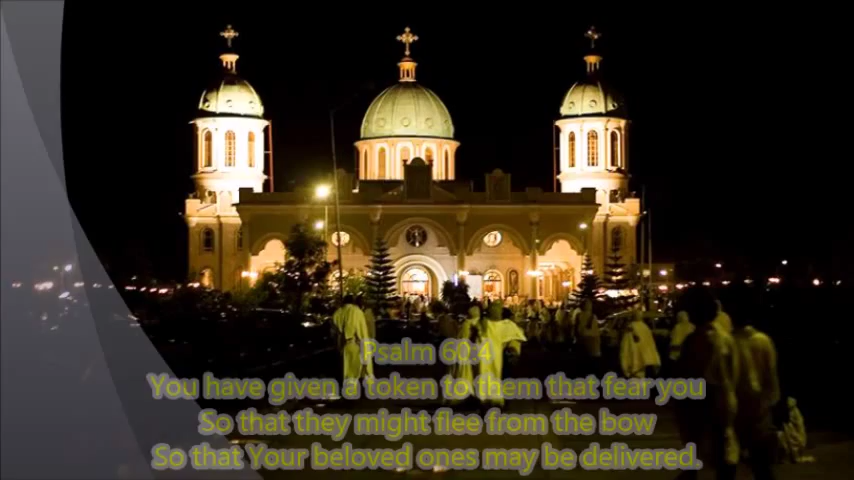 Psalm 60:4
You have given a token to them that fear you
So that they might flee from the bow
So that Your beloved ones may be delivered.